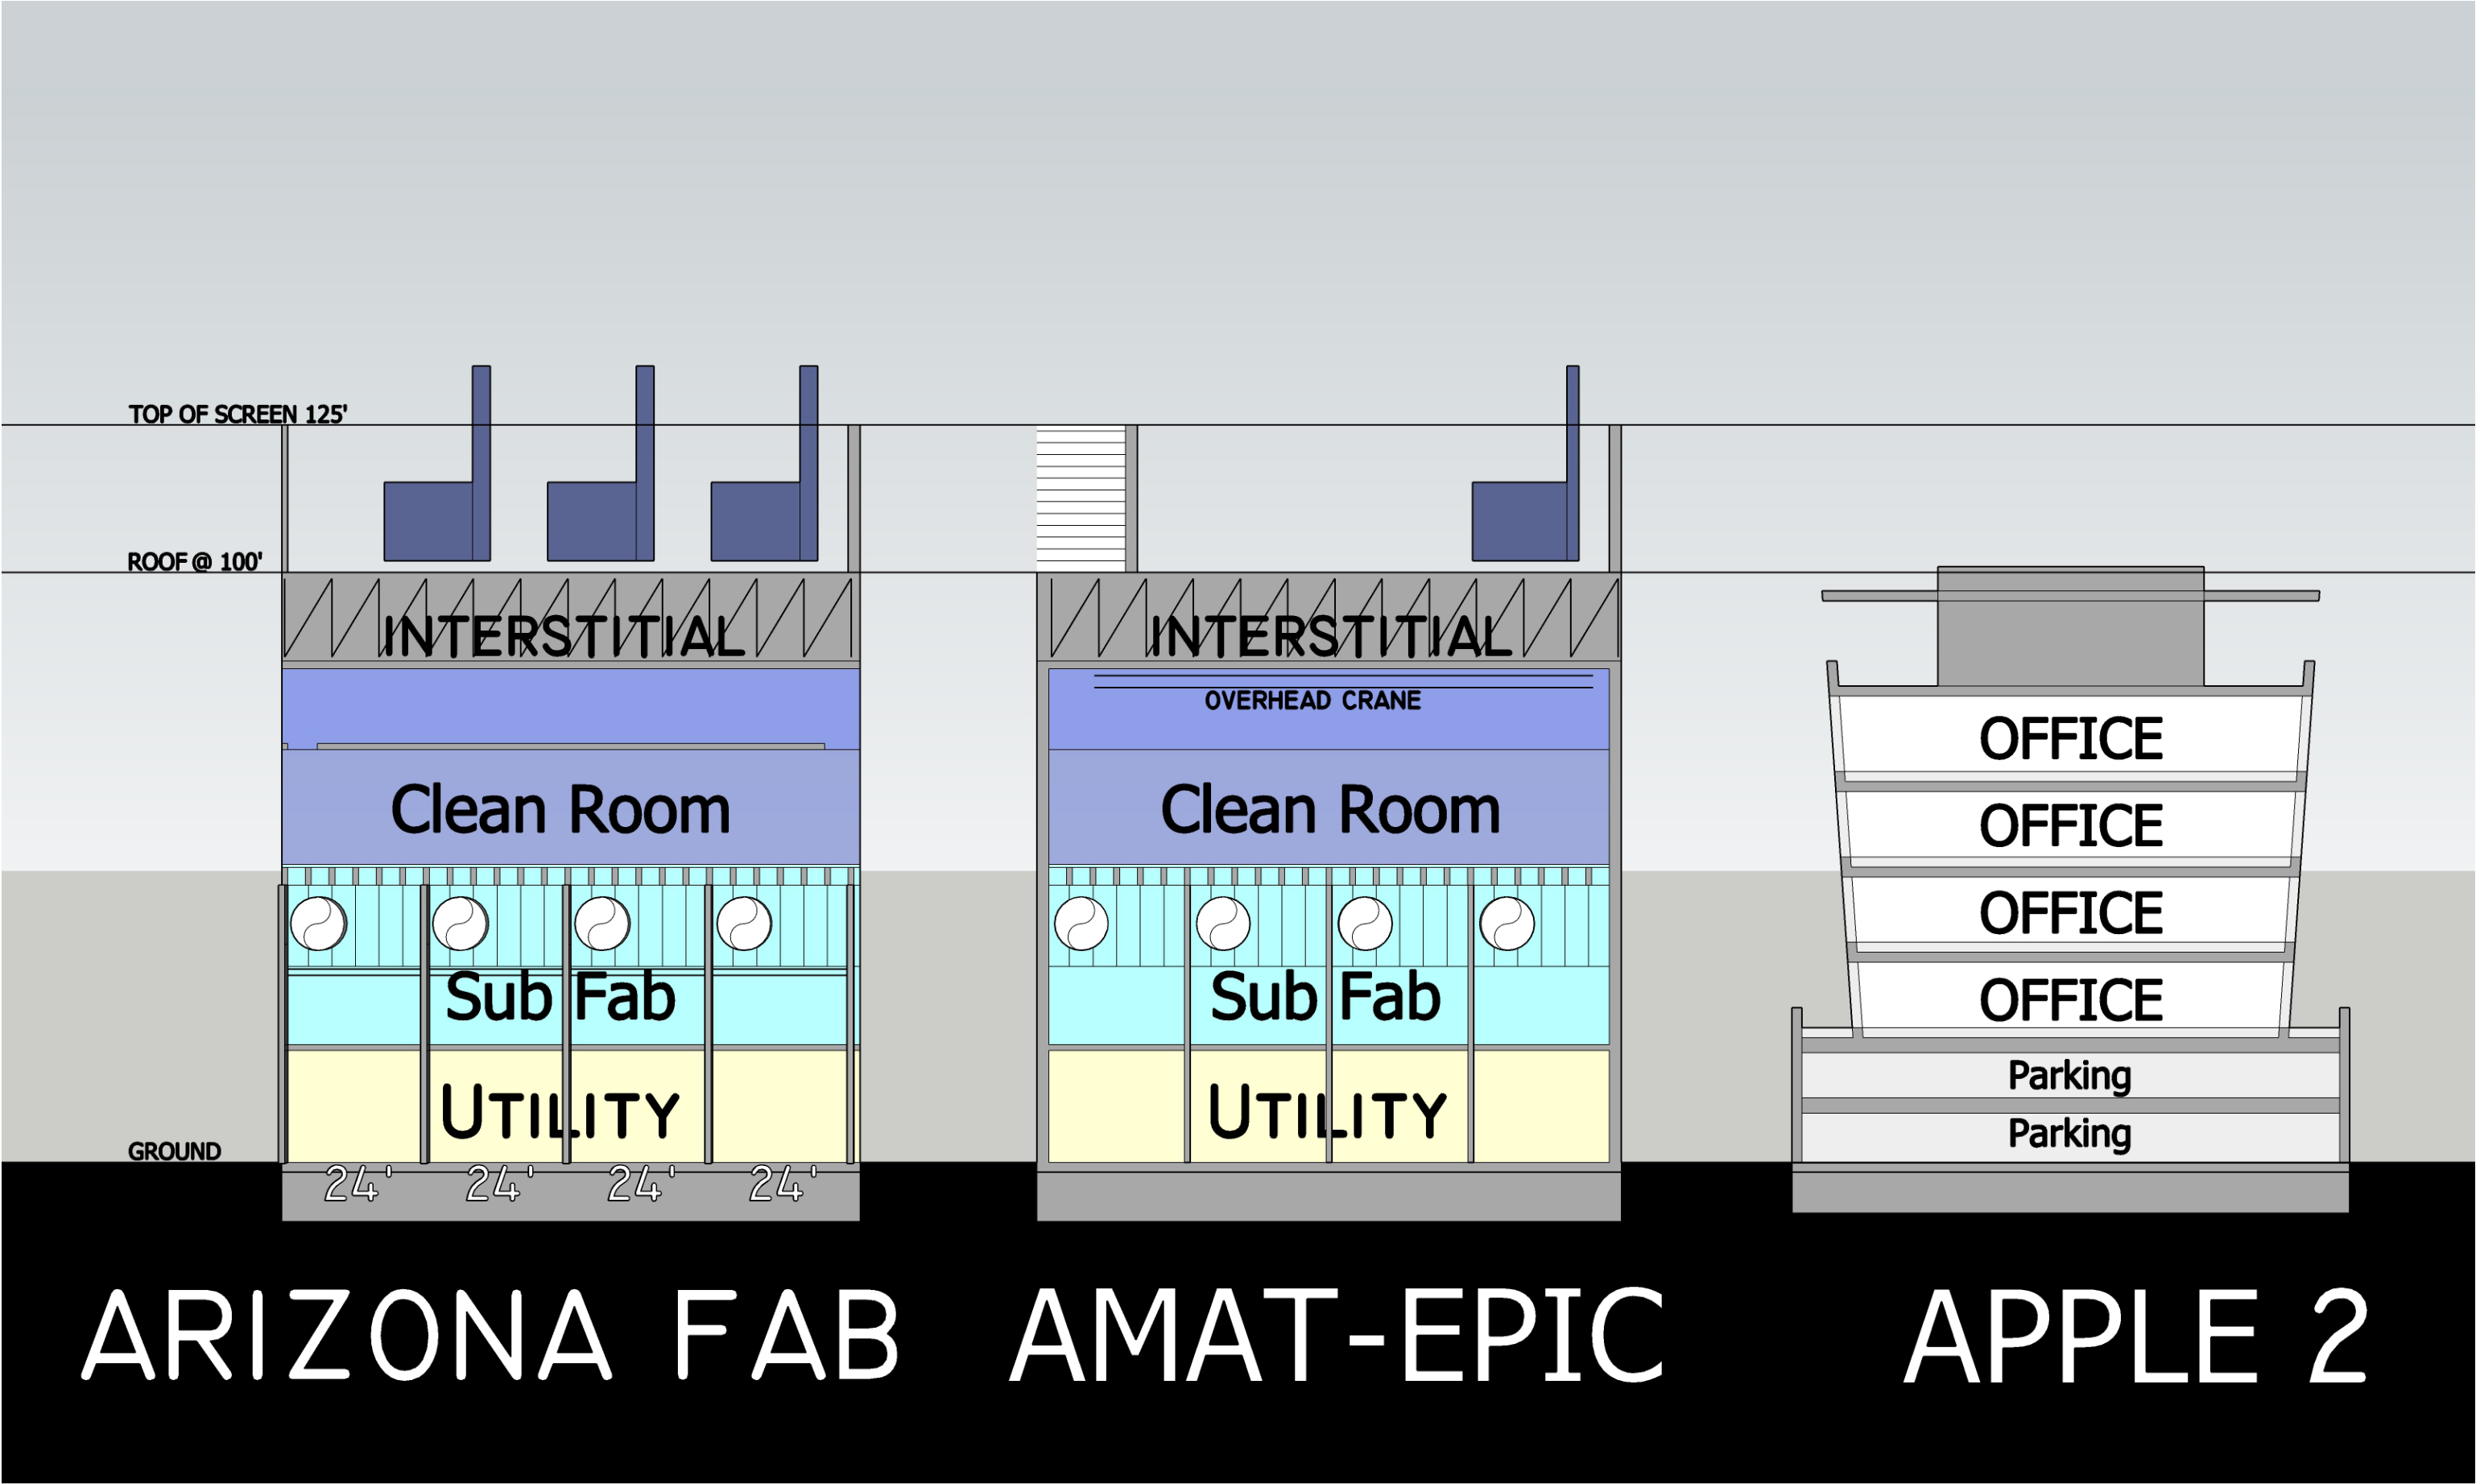 TOP OF SCREEN 125'
ROOF @ 100'
INTERSTITIAL
Clean Room
Sub Fab
UTILITY
GROUND
24' 24' 24' 24'
ARIZONA FAB
INTERSTITIAL
OVERHEAD CRANE
Clean Room
Sub Fab
UTILITY
AMAT-EPIC
OFFICE
OFFICE
OFFICE
OFFICE
Parking
Parking
APPLE 2